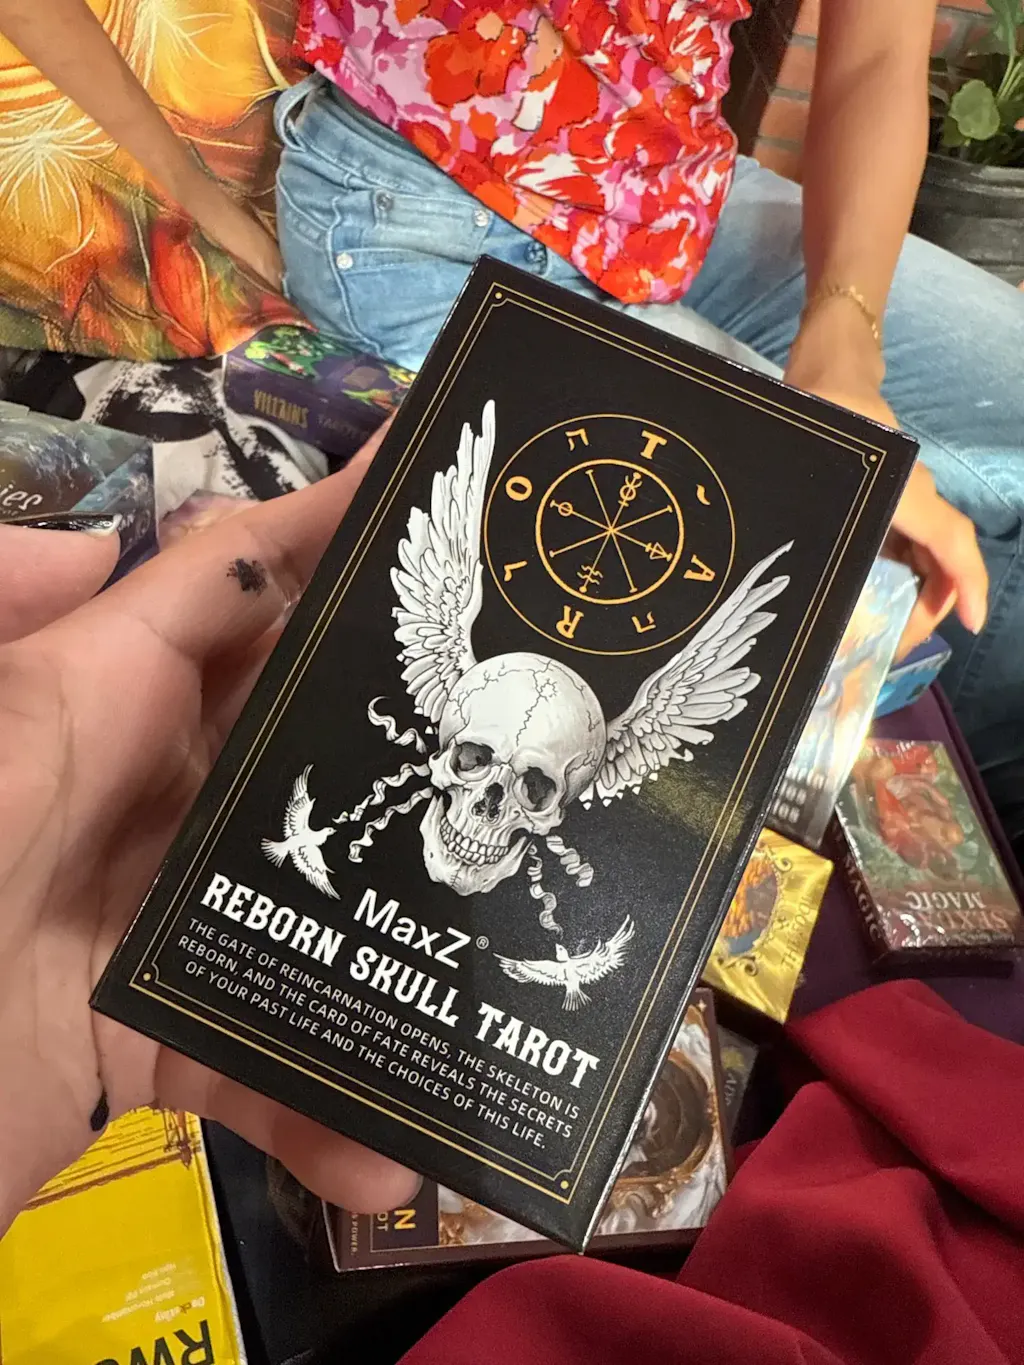 T
A
R
O
ה
ר
ה
MaxZ®
REBORN SKULL TAROT
THE GATE OF REINCARNATION OPENS, THE SKELETON IS
REBORN, AND THE CARD OF FATE REVEALS THE SECRETS
OF YOUR PAST LIFE AND THE CHOICES OF THIS LIFE.
VILLAINS
MAGIC